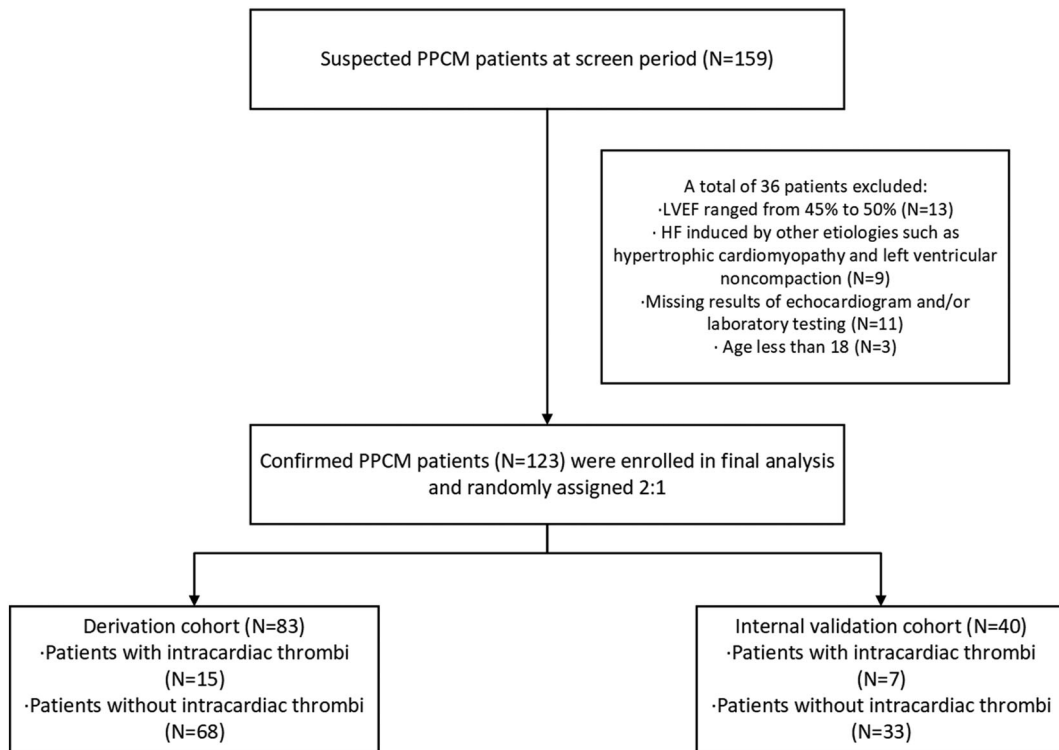 Suspected PPCM patients at screen period (N=159)
A total of 36 patients excluded:
·LVEF ranged from 45% to 50% (N=13)
· HF induced by other etiologies such as
hypertrophic cardiomyopathy and left ventricular
noncompaction (N=9)
·Missing results of echocardiogram and/or
laboratory testing (N=11)
· Age less than 18 (N=3)
Confirmed PPCM patients (N=123) were enrolled in final analysis
and randomly assigned 2:1
Derivation cohort (N=83)
·Patients with intracardiac thrombi
(N=15)
·Patients without intracardiac thrombi
(N=68)
Internal validation cohort (N=40)
·Patients with intracardiac thrombi
(N=7)
·Patients without intracardiac thrombi
(N=33)